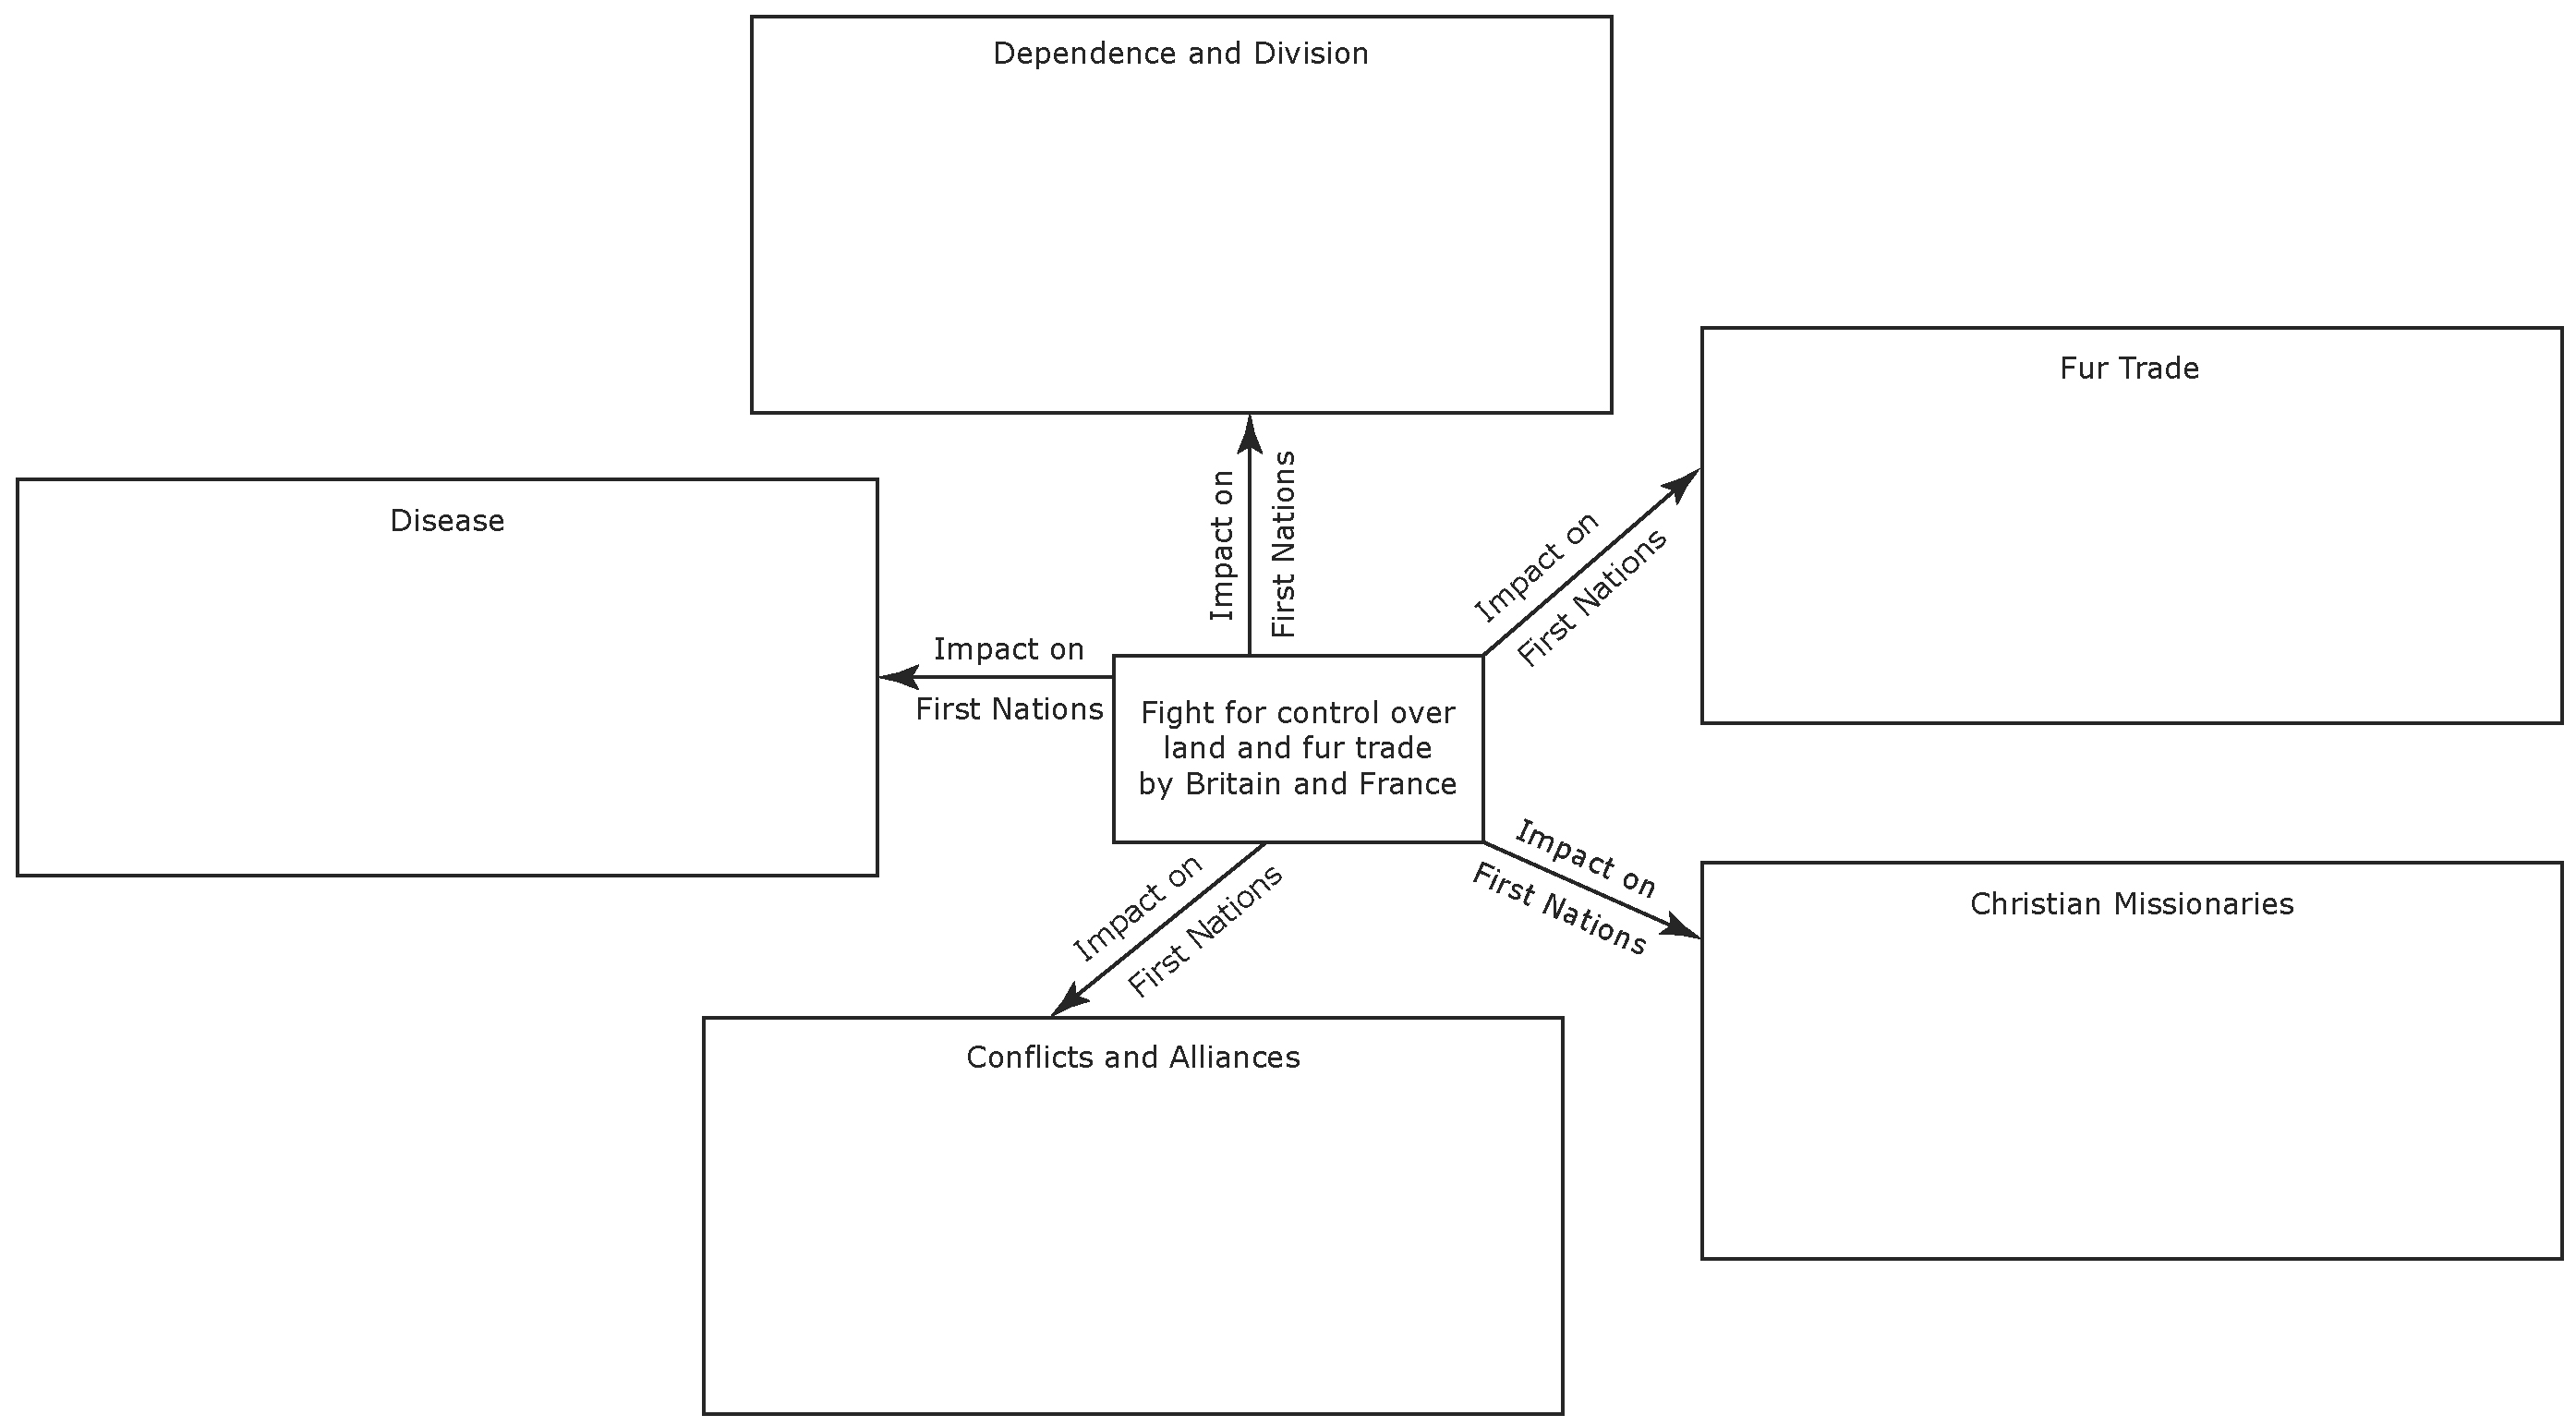 Dependence and Division
Fur Trade
Disease
Impact on
First Nations
Impact on
First Nations
Impact on
First Nations
Fight for control over
land and fur trade
by Britain and France
Impact on
First Nations
Impact on
First Nations
Christian Missionaries
Conflicts and Alliances